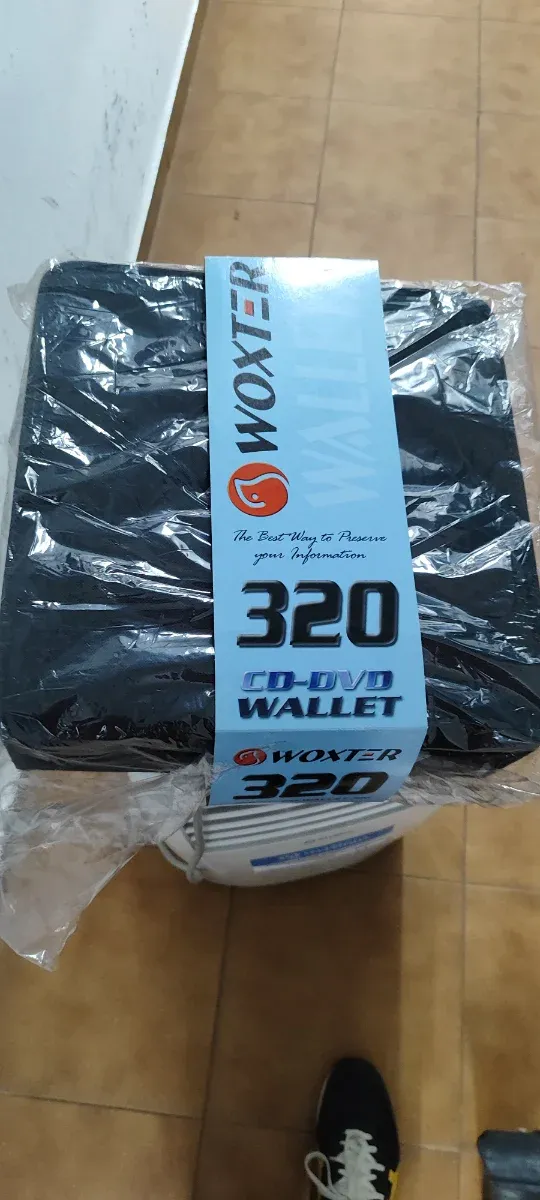 WOXTER
WALLET
The Best Way to Preserve
your Information
320
CD-DVD
WALLET
WOXTER
320